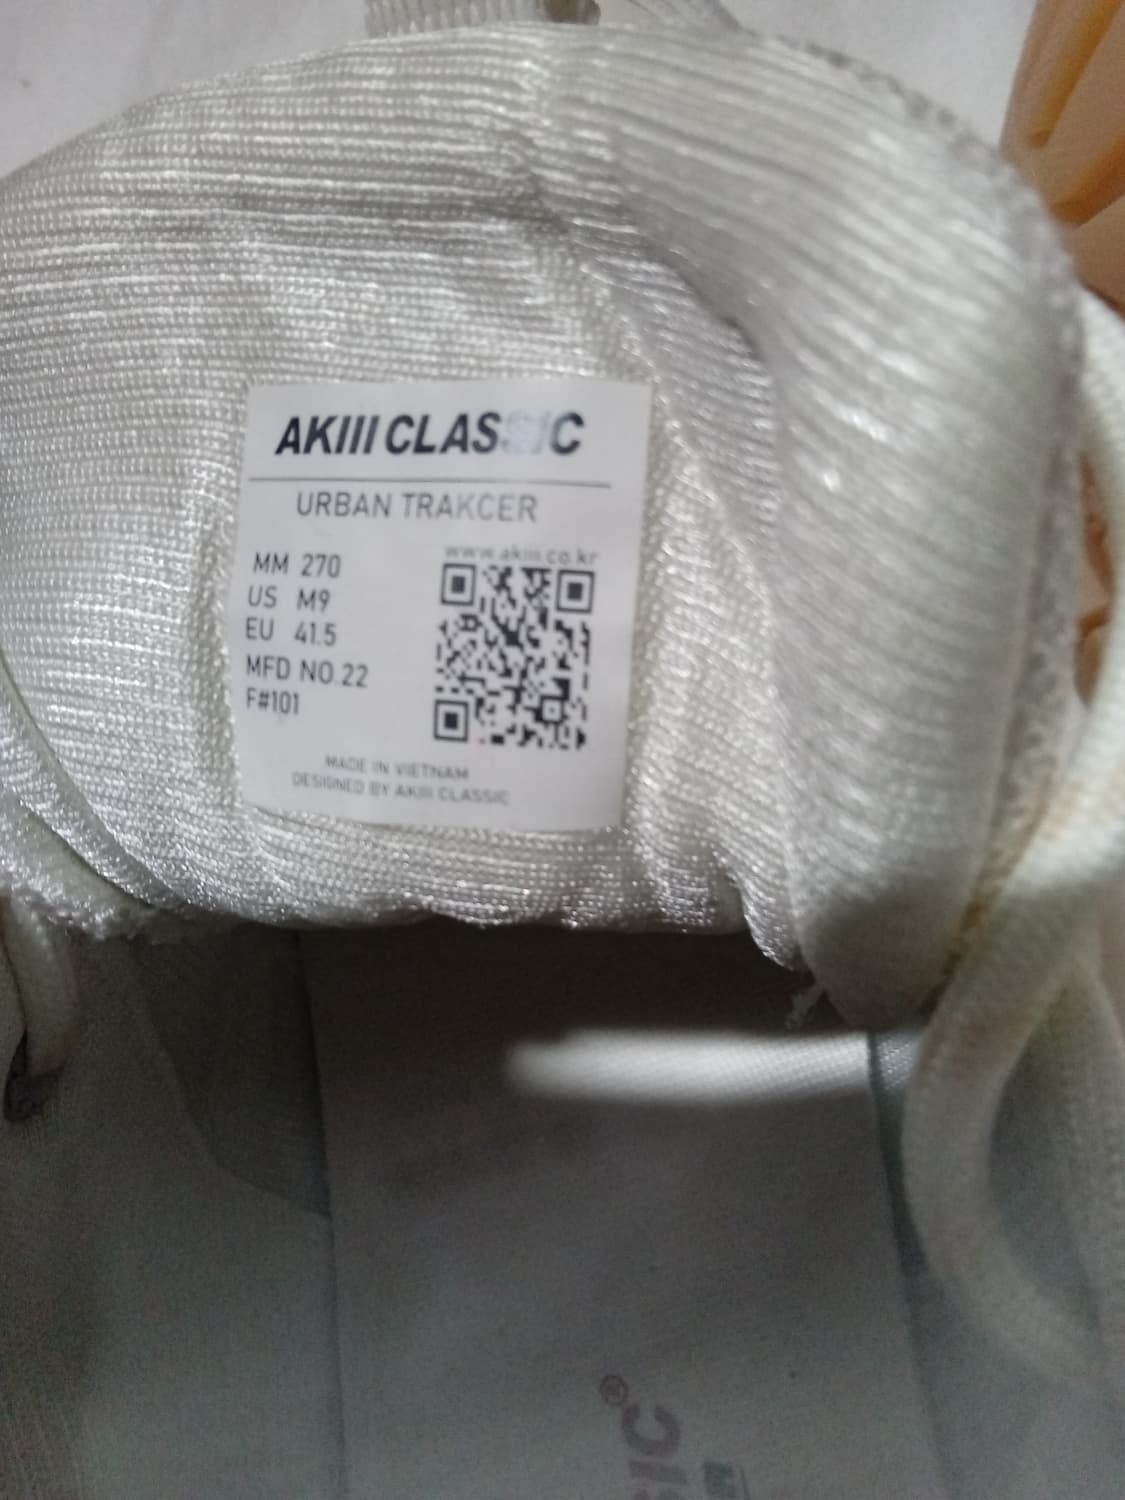 AKIII CLASSIC
URBAN TRAKCER
www.akiii.co.kr
MM 270
US M9
EU 41.5
MFD NO.22
F#101
MADE IN VIETNAM
DESIGNED BY AKIII CLASSIC
SIC®